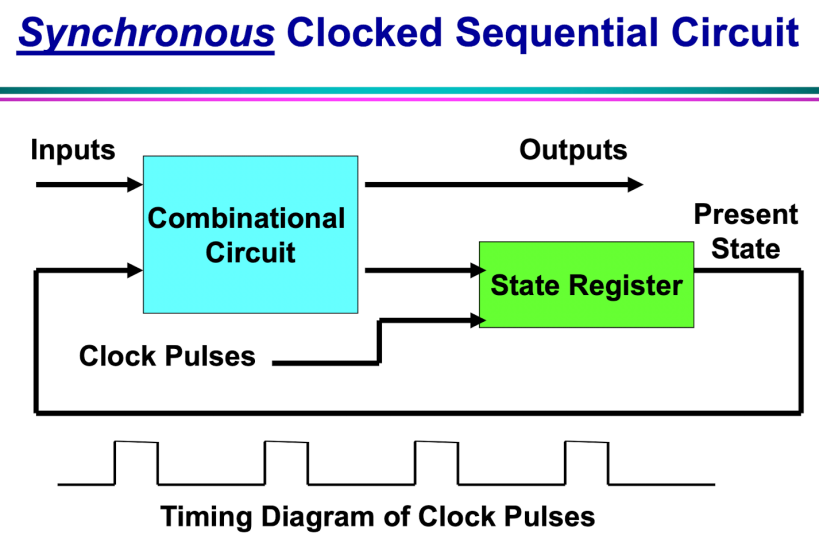 Synchronous Clocked Sequential Circuit
Inputs
Outputs
Combinational
Circuit
Present
State
State Register
Clock Pulses
Timing Diagram of Clock Pulses